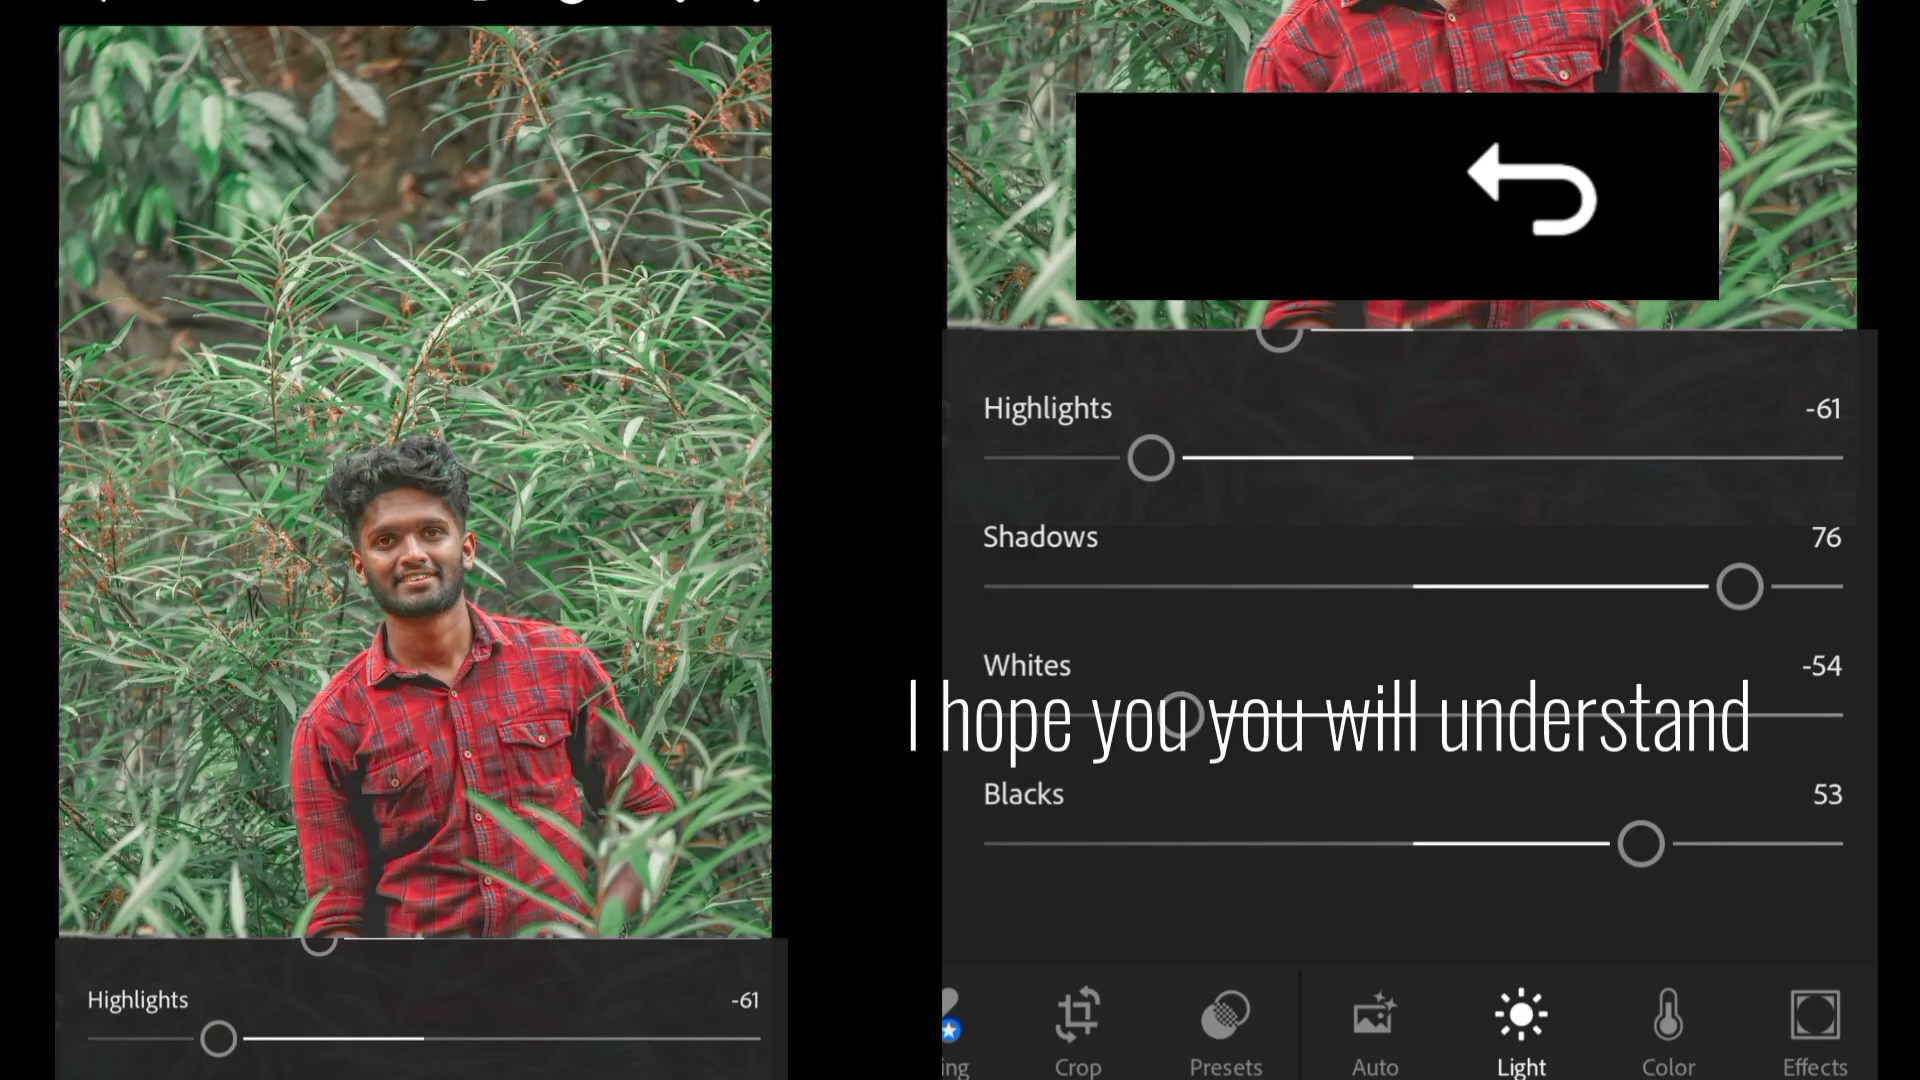 Highlights
-61
Highlights
-61
Shadows
76
Whites
-54
I hope you you will understand
Blacks
53
ing
Crop
Presets
Auto
Light
Color
Effects